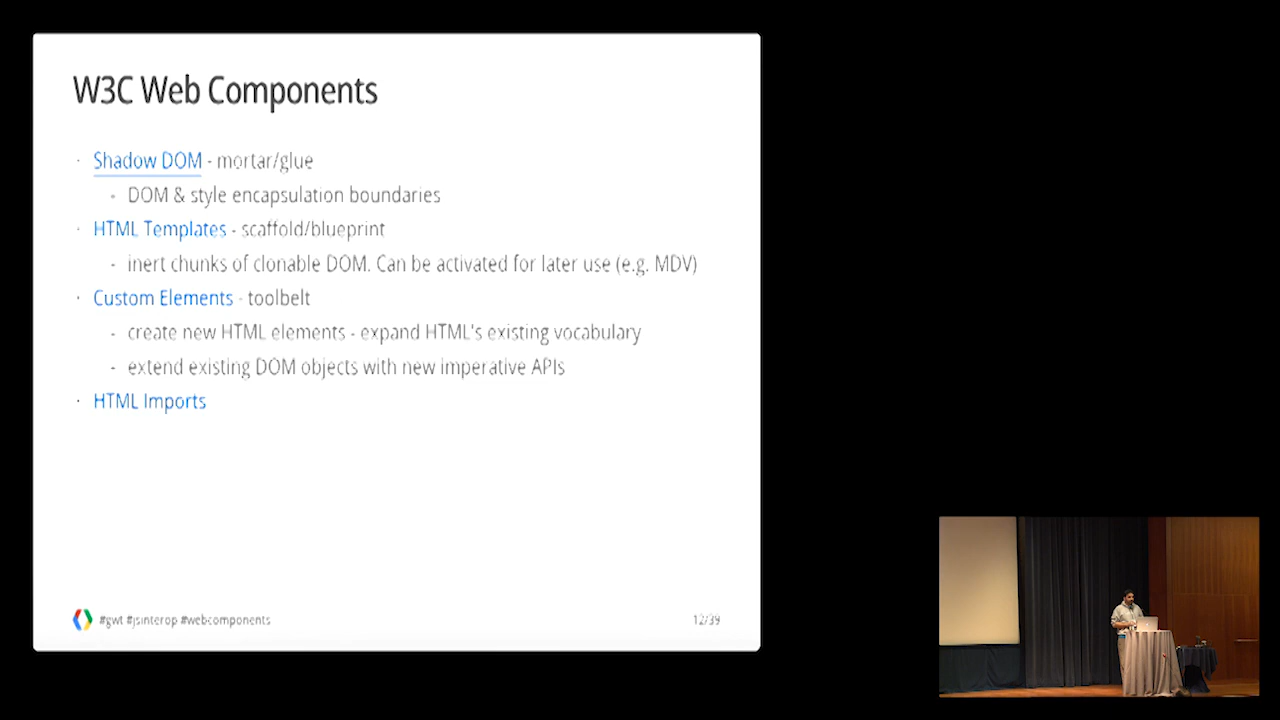 W3C Web Components
· Shadow DOM - mortar/glue
- DOM & style encapsulation boundaries
· HTML Templates - scaffold/blueprint
- inert chunks of clonable DOM. Can be activated for later use (e.g. MDV)
· Custom Elements - toolbelt
- create new HTML elements - expand HTML's existing vocabulary
- extend existing DOM objects with new imperative APIs
· HTML Imports
#gwt #jsinterop #webcomponents
12/39